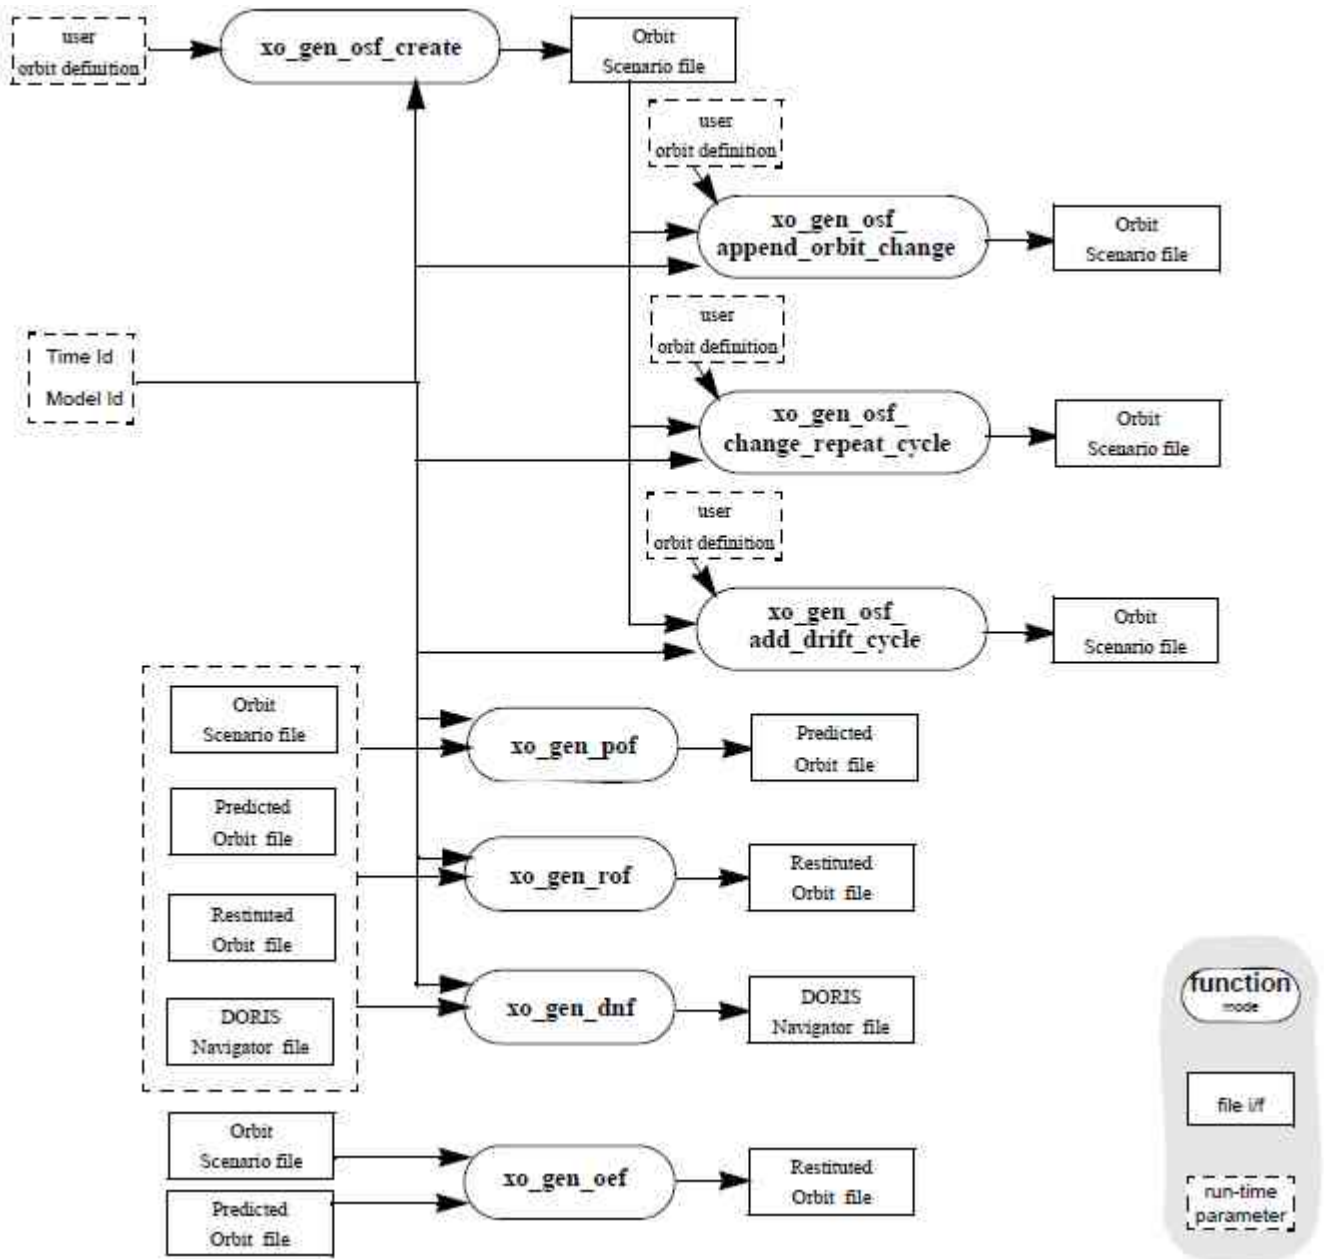 user
orbit definition
xo_gen_osf_create
Orbit
Scenario file
user
orbit definition
xo_gen_osf_
append_orbit_change
Orbit
Scenario file
Time Id
Model Id
user
orbit definition
xo_gen_osf_
change_repeat_cycle
Orbit
Scenario file
user
orbit definition
xo_gen_osf_
add_drift_cycle
Orbit
Scenario file
Orbit
Scenario file
xo_gen_pof
Predicted
Orbit file
Predicted
Orbit file
xo_gen_rof
Restituted
Orbit file
Restituted
Orbit file
DORIS
Navigator file
xo_gen_dnf
DORIS
Navigator file
Orbit
Scenario file
Predicted
Orbit file
xo_gen_oef
Restituted
Orbit file
function
mode
file i/f
run-time
parameter